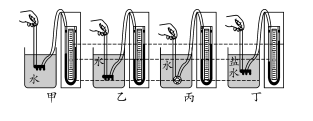 水 水 水 盐水
甲 乙 丙 丁